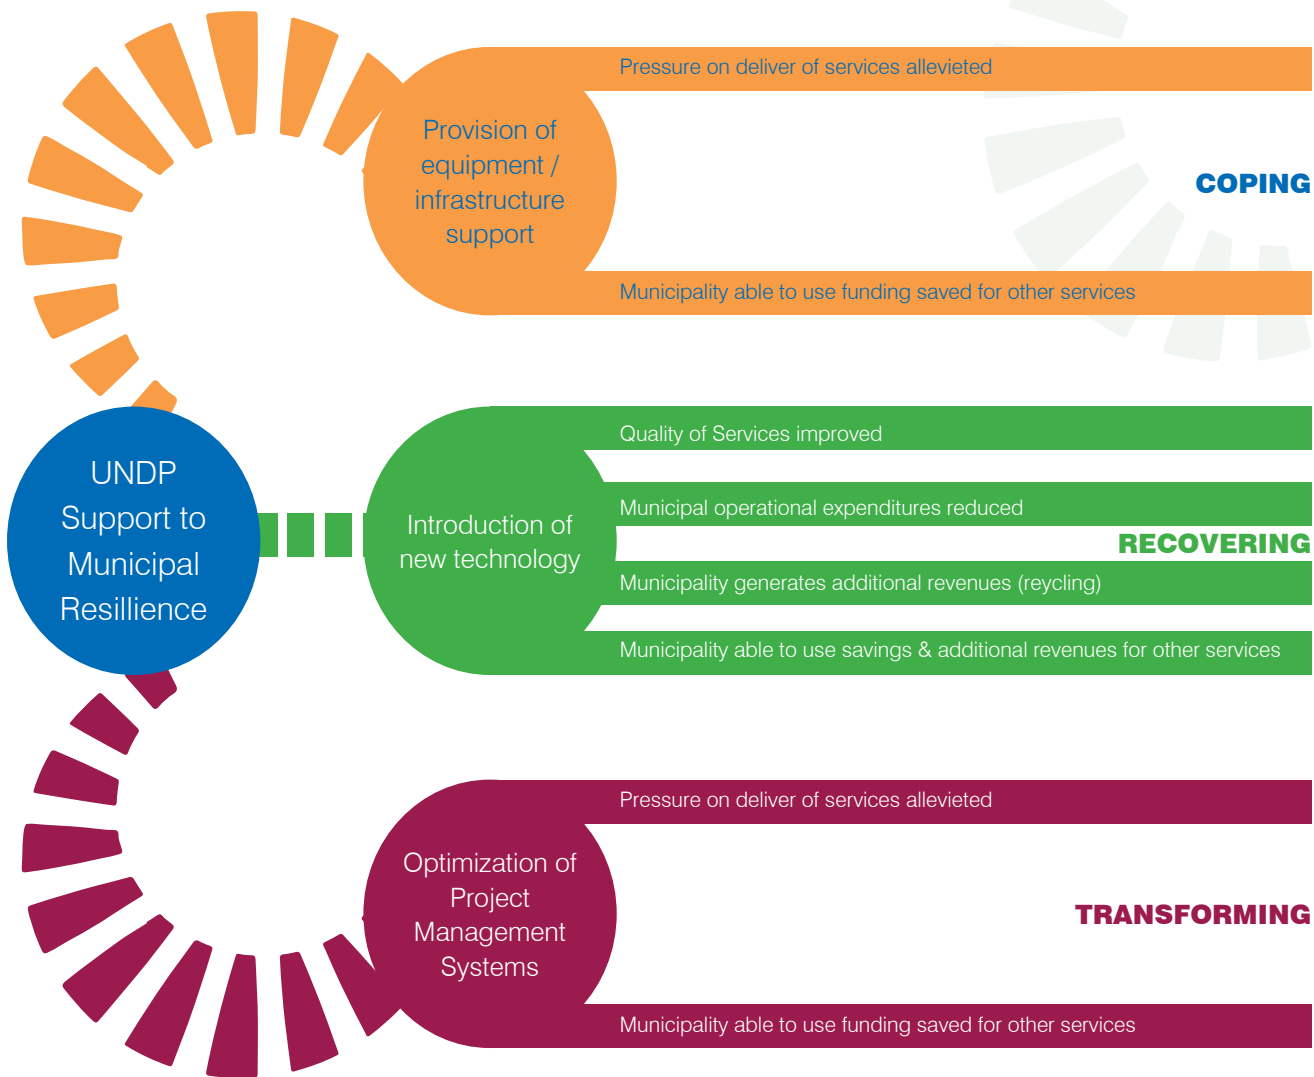 Pressure on deliver of services allevieted
Provision of
equipment /
infrastructure
support
COPING
Municipality able to use funding saved for other services
UNDP
Support to
Municipal
Resillience
Quality of Services improved
Introduction of
new technology
Municipal operational expenditures reduced
RECOVERING
Municipality generates additional revenues (reycling)
Municipality able to use savings & additional revenues for other services
Pressure on deliver of services allevieted
Optimization of
Project
Management
Systems
TRANSFORMING
Municipality able to use funding saved for other services